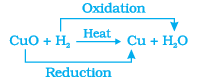 Oxidation
CuO + H₂ Heat Cu + H₂O
Reduction